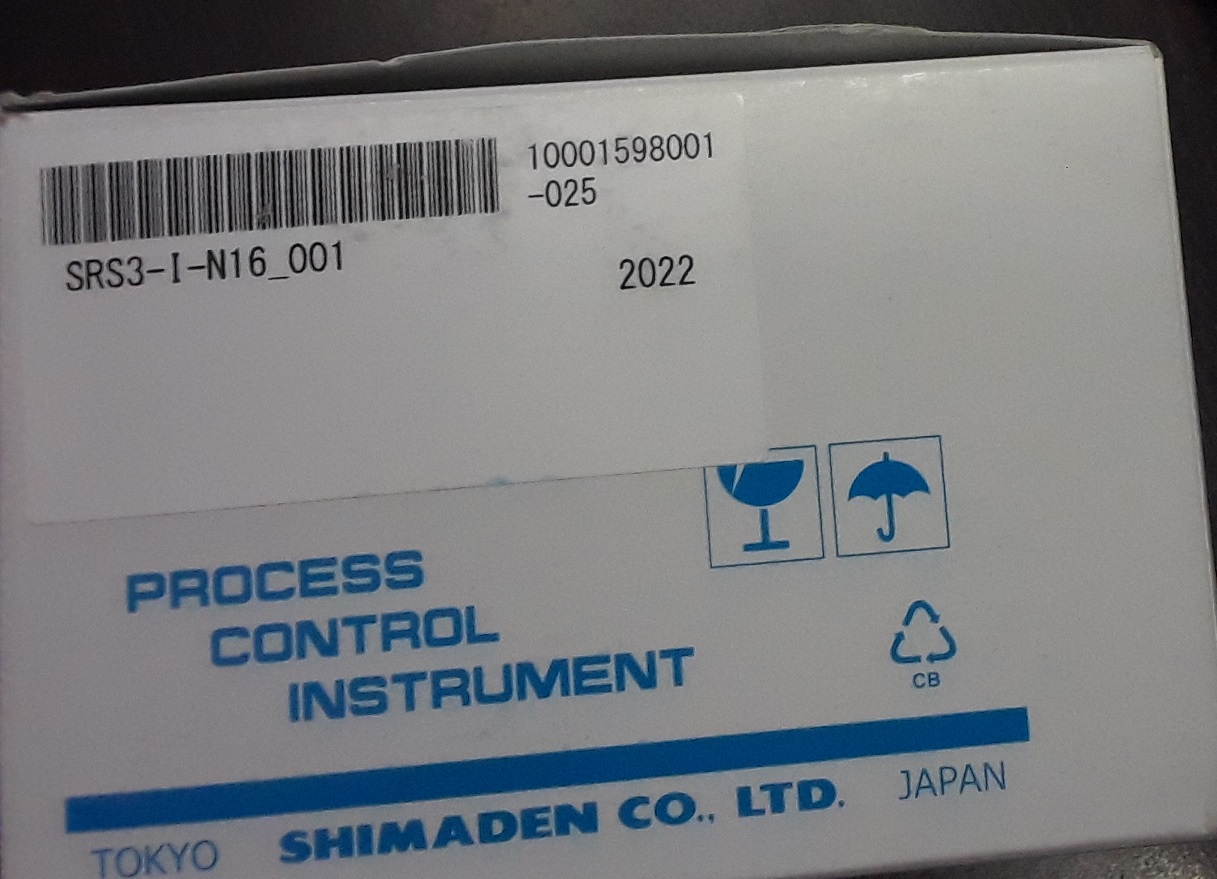 10001598001
-025
SRS3-I-N16_001
2022
PROCESS
CONTROL
INSTRUMENT
CB
TOKYO SHIMADEN CO., LTD. JAPAN